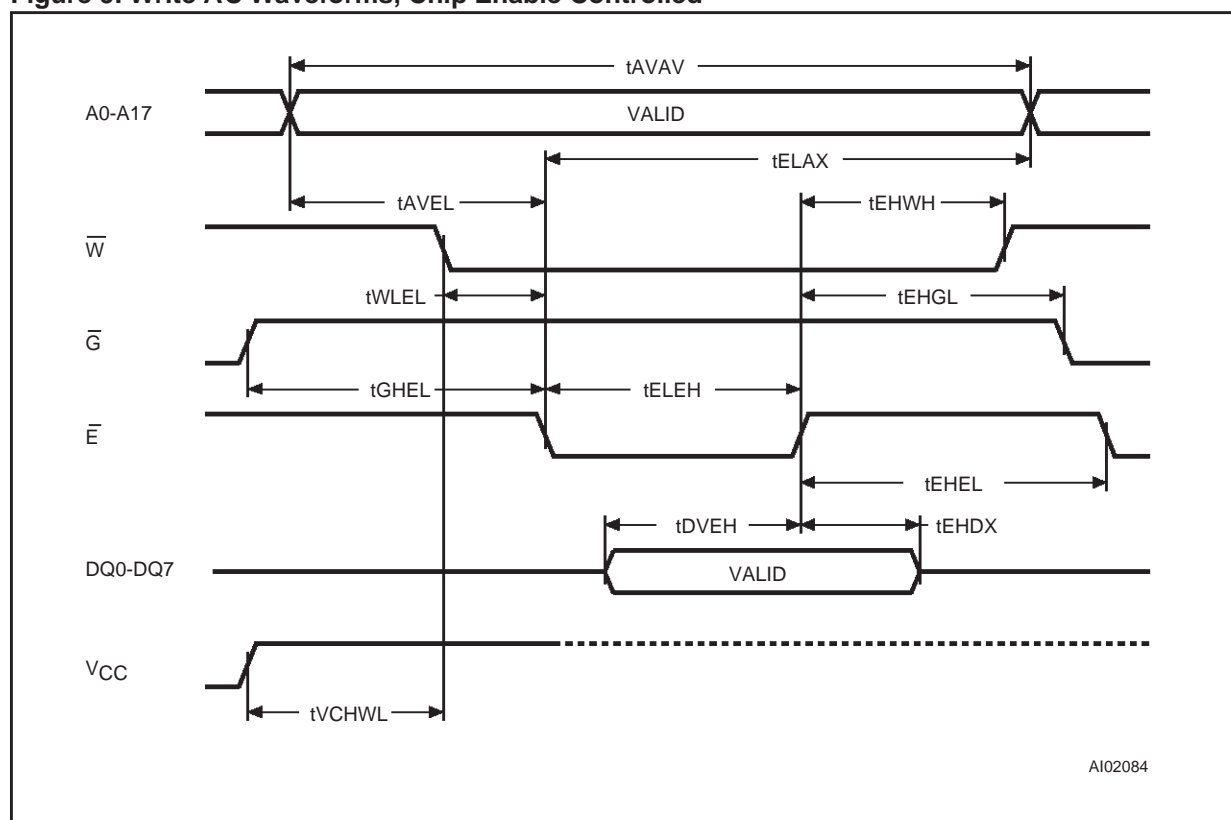 Figure 9. Write AC Waveforms, Chip Enable Controlled
tAVAV
A0-A17
VALID
tELAX
tAVEL
tEHWH
W
tWLEL
tEHGL
G
tGHEL
tELEH
E
tEHEL
tDVEH
tEHDX
DQ0-DQ7
VALID
VCC
tVCHWL
AI02084